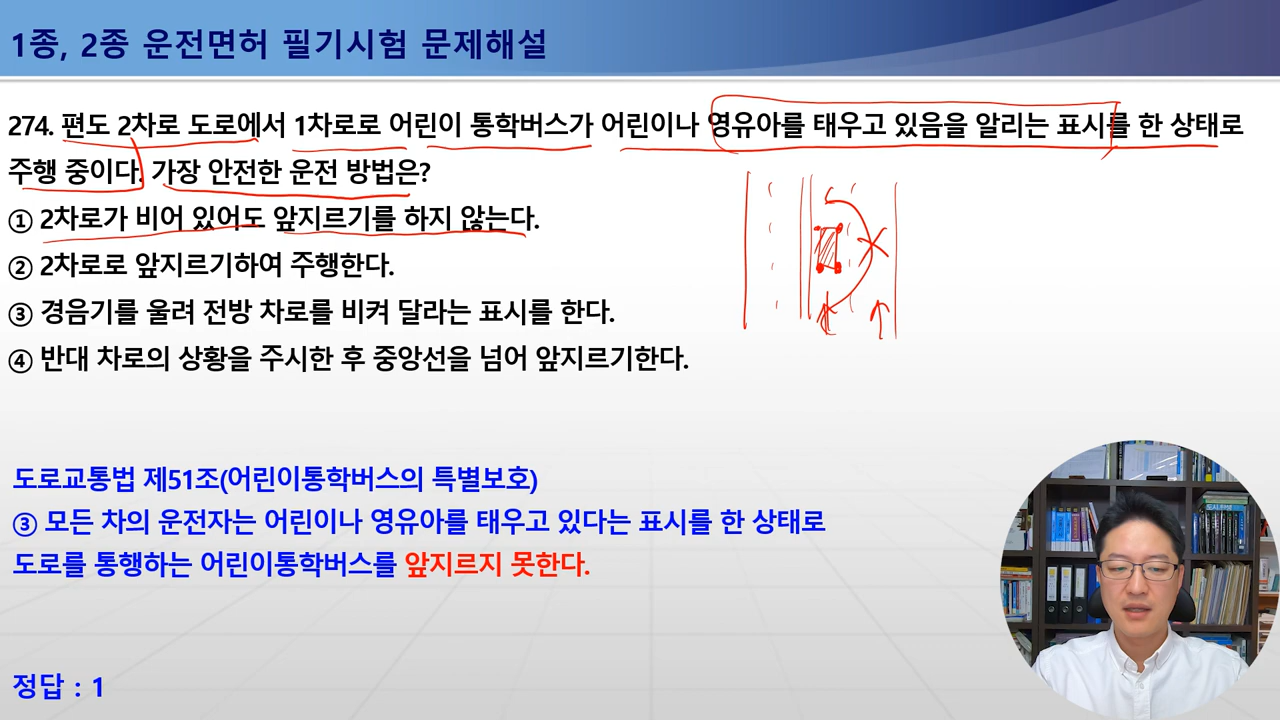 1종, 2종 운전면허 필기시험 문제해설
274. 편도 2차로 도로에서 1차로로 어린이 통학버스가 어린이나 영유아를 태우고 있음을 알리는 표시를 한 상태로
주행 중이다. 가장 안전한 운전 방법은?
① 2차로가 비어 있어도 앞지르기를 하지 않는다.
② 2차로로 앞지르기하여 주행한다.
③ 경음기를 울려 전방 차로를 비켜 달라는 표시를 한다.
④ 반대 차로의 상황을 주시한 후 중앙선을 넘어 앞지르기한다.
도로교통법 제51조(어린이통학버스의 특별보호)
③ 모든 차의 운전자는 어린이나 영유아를 태우고 있다는 표시를 한 상태로
도로를 통행하는 어린이통학버스를 앞지르지 못한다.
정답 : 1